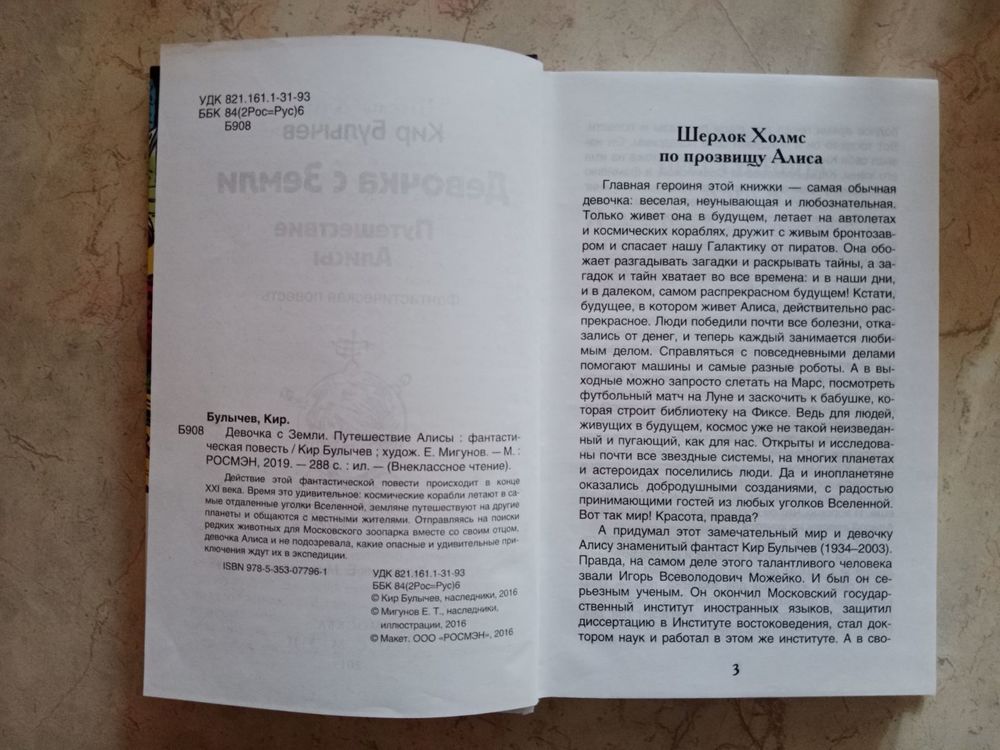 УДК 821.161.1-31-93
ББК 84(2Рос=Рус)6
Б908
Булычев, Кир.
Б908 Девочка с Земли. Путешествие Алисы : фантасти-
ческая повесть / Кир Булычев ; худож. Е. Мигунов. – М. :
РОСМЭН, 2019. — 288 с. : ил. — (Внеклассное чтение).
Действие этой фантастической повести происходит в конце
XXI века. Время это удивительное: космические корабли летают в са-
мые отдаленные уголки Вселенной, земляне путешествуют на другие
планеты и общаются с местными жителями. Отправляясь на поиски
редких животных для Московского зоопарка вместе со своим отцом,
девочка Алиса и не подозревала, какие опасные и удивительные при-
ключения ждут их в экспедиции.
ISBN 978-5-353-07796-1
УДК 821.161.1-31-93
ББК 84(2Рос=Рус)6
© Кир Булычев, наследники, 2016
© Мигунов Е. Т., наследники,
иллюстрации, 2016
© Макет. ООО «РОСМЭН», 2016
Шерлок Холмс
по прозвищу Алиса
Главная героиня этой книжки — самая обычная
девочка: веселая, неунывающая и любознательная.
Только живет она в будущем, летает на автолетах
и космических кораблях, дружит с живым бронтозав-
ром и спасает нашу Галактику от пиратов. Она обо-
жает разгадывать загадки и раскрывать тайны, а за-
гадок и тайн хватает во все времена: и в наши дни,
и в далеком, самом распрекрасном будущем! Кстати,
будущее, в котором живет Алиса, действительно рас-
прекрасное. Люди победили почти все болезни, отка-
зались от денег, и теперь каждый занимается люби-
мым делом. Справляться с повседневными делами
помогают машины и самые разные роботы. А в вы-
ходные можно запросто слетать на Марс, посмотреть
футбольный матч на Луне и заскочить к бабушке, ко-
торая строит библиотеку на Фиксе. Ведь для людей,
живущих в будущем, космос уже не такой неизведан-
ный и пугающий, как для нас. Открыты и исследова-
ны почти все звездные системы, на многих планетах
и астероидах поселились люди. Да и инопланетяне
оказались добродушными созданиями, с радостью
принимающими гостей из любых уголков Вселенной.
Вот так мир! Красота, правда?
А придумал этот замечательный мир и девочку
Алису знаменитый фантаст Кир Булычев (1934–2003).
Правда, на самом деле этого талантливого человека
звали Игорь Всеволодович Можейко. И был он се-
рьезным ученым. Он окончил Московский государ-
ственный институт иностранных языков, защитил
диссертацию в Институте востоковедения, стал док-
тором наук и работал в этом же институте. А в сво-
3